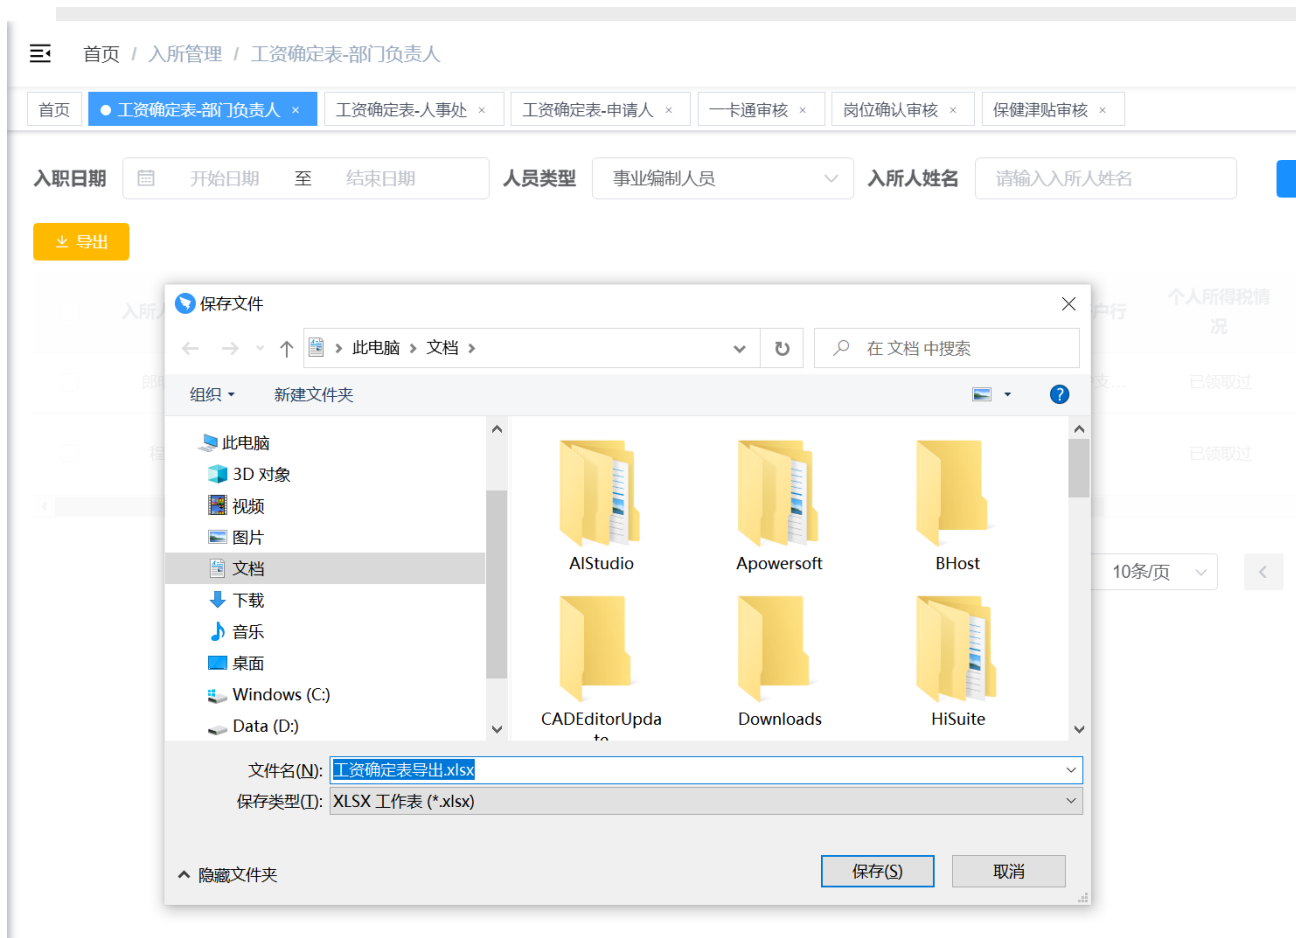 首页 / 入所管理 / 工资确定表-部门负责人
首页 工资确定表-部门负责人 × 工资确定表-人事处 × 工资确定表-申请人 × 一卡通审核 × 岗位确认审核 × 保健津贴审核 ×
入职日期 开始日期 至 结束日期 人员类型 事业编制人员 入所人姓名 请输入入所人姓名
导出
入所 户行 个人所得税情
况
保存文件
此电脑 > 文档 >
在 文档 中搜索
组织 新建文件夹
支... 已领取过
程 已领取过
此电脑
3D 对象
视频
图片
文档
下载
音乐
桌面
Windows (C:)
Data (D:)
AIStudio Apowersoft BHost
CADEditorUpda Downloads HiSuite
10条/页
文件名(N): 工资确定表导出.xlsx
保存类型(T): XLSX 工作表 (*.xlsx)
隐藏文件夹 保存(S) 取消